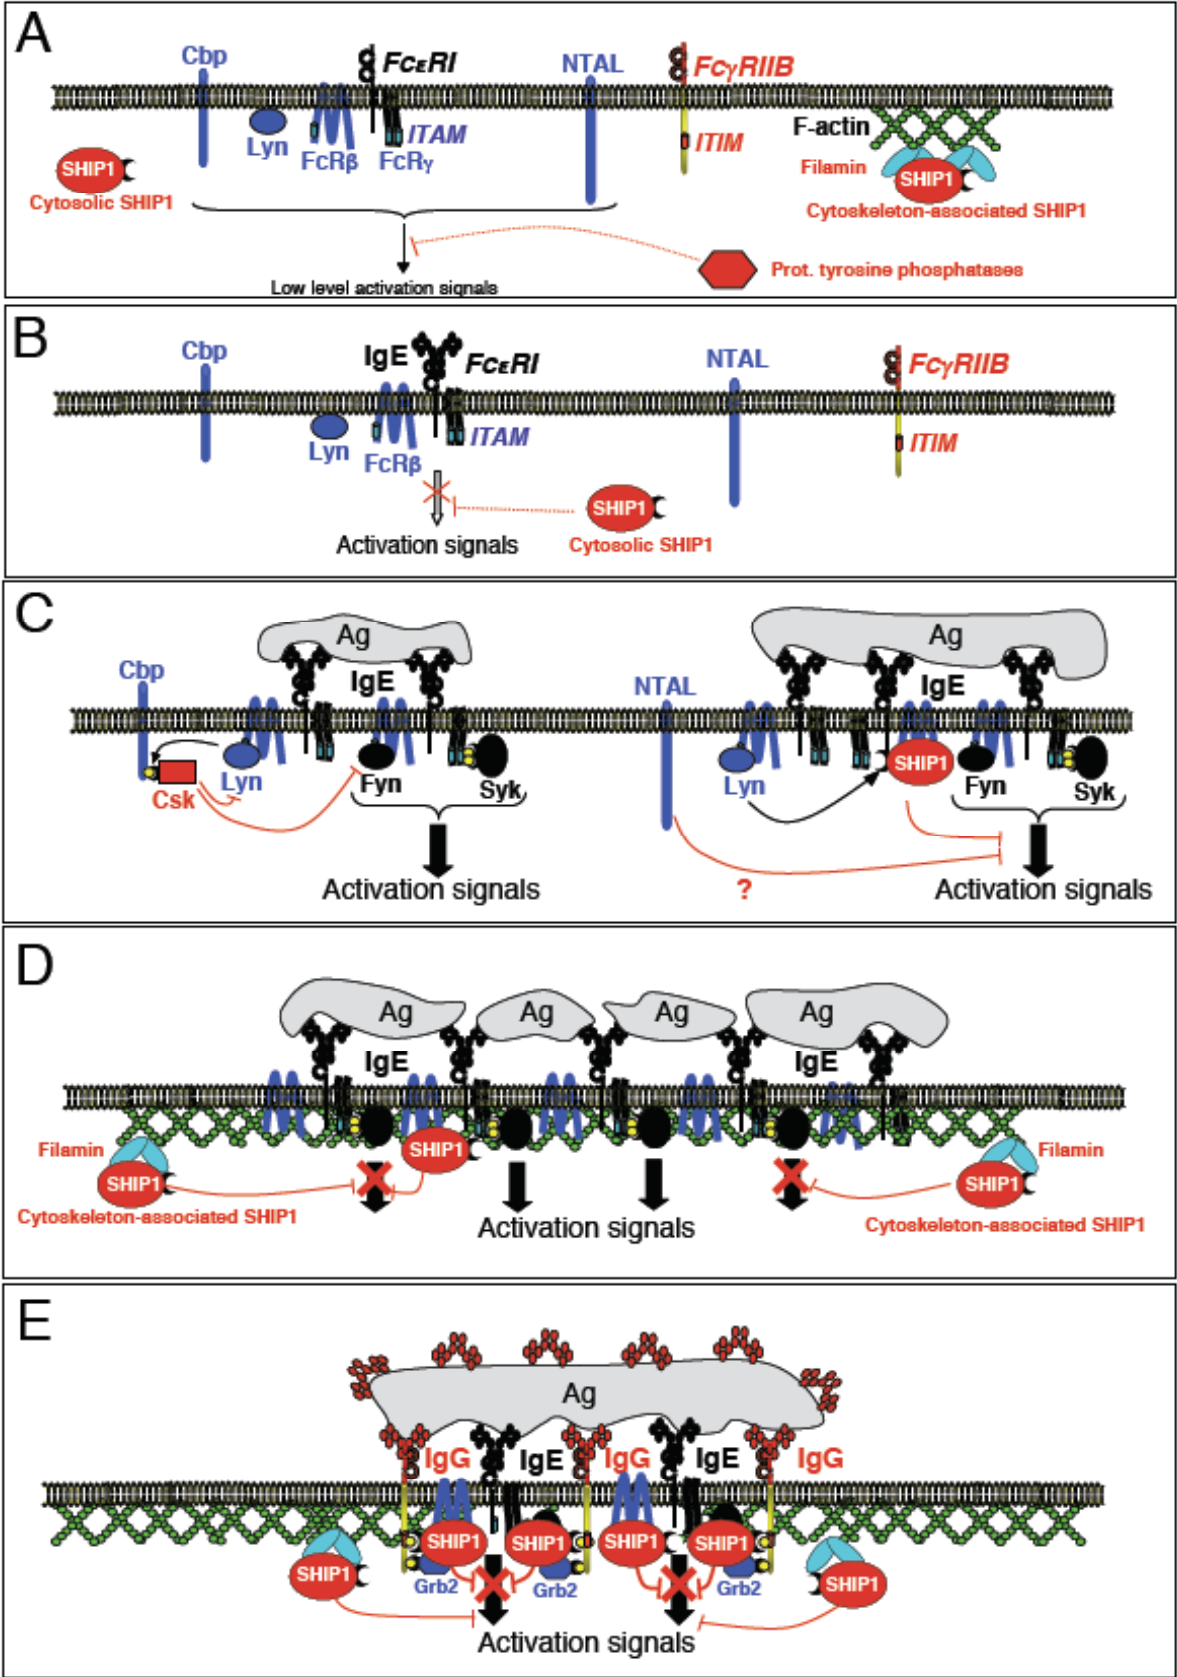 A
Cbp
FcεRI
NTAL
FcγRIIB
Lyn
FcRβ
ITAM
FcRγ
ITIM
F-actin
Filamin
SHIP1
Cytosolic SHIP1
SHIP1
Cytoskeleton-associated SHIP1
Prot. tyrosine phosphatases
Low level activation signals
B
Cbp
IgE
FcεRI
NTAL
FcγRIIB
Lyn
FcRβ
ITAM
ITIM
SHIP1
Cytosolic SHIP1
Activation signals
C
Ag
Ag
Cbp
IgE
NTAL
IgE
Csk
Lyn
Fyn
Syk
Lyn
SHIP1
Fyn
Syk
Activation signals
?
Activation signals
D
Ag
Ag
Ag
Ag
IgE
IgE
Filamin
SHIP1
SHIP1
Filamin
SHIP1
Cytoskeleton-associated SHIP1
Activation signals
Cytoskeleton-associated SHIP1
E
Ag
IgG
IgE
IgG
IgE
IgG
SHIP1
SHIP1
SHIP1
SHIP1
SHIP1
Grb2
Grb2
Grb2
SHIP1
Activation signals